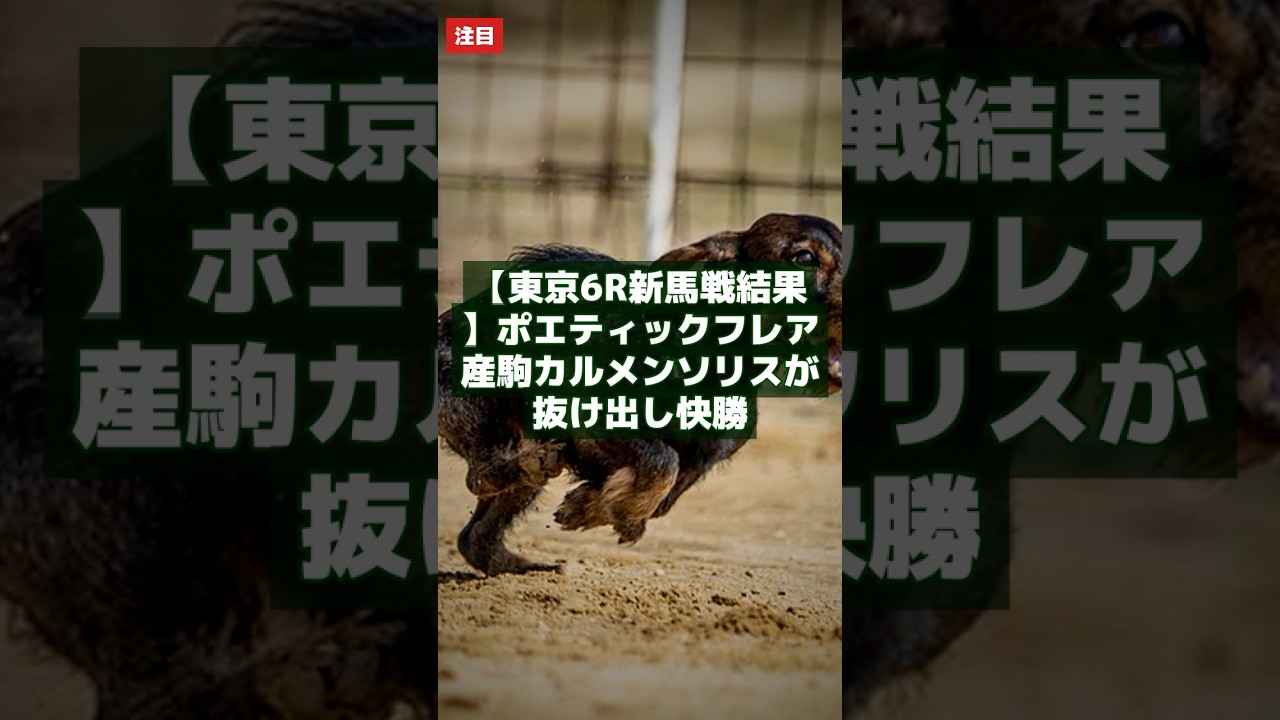 注目
【東京6R新馬戦結果
】ポエティックフレア
産駒カルメンソリスが
抜け出し快勝